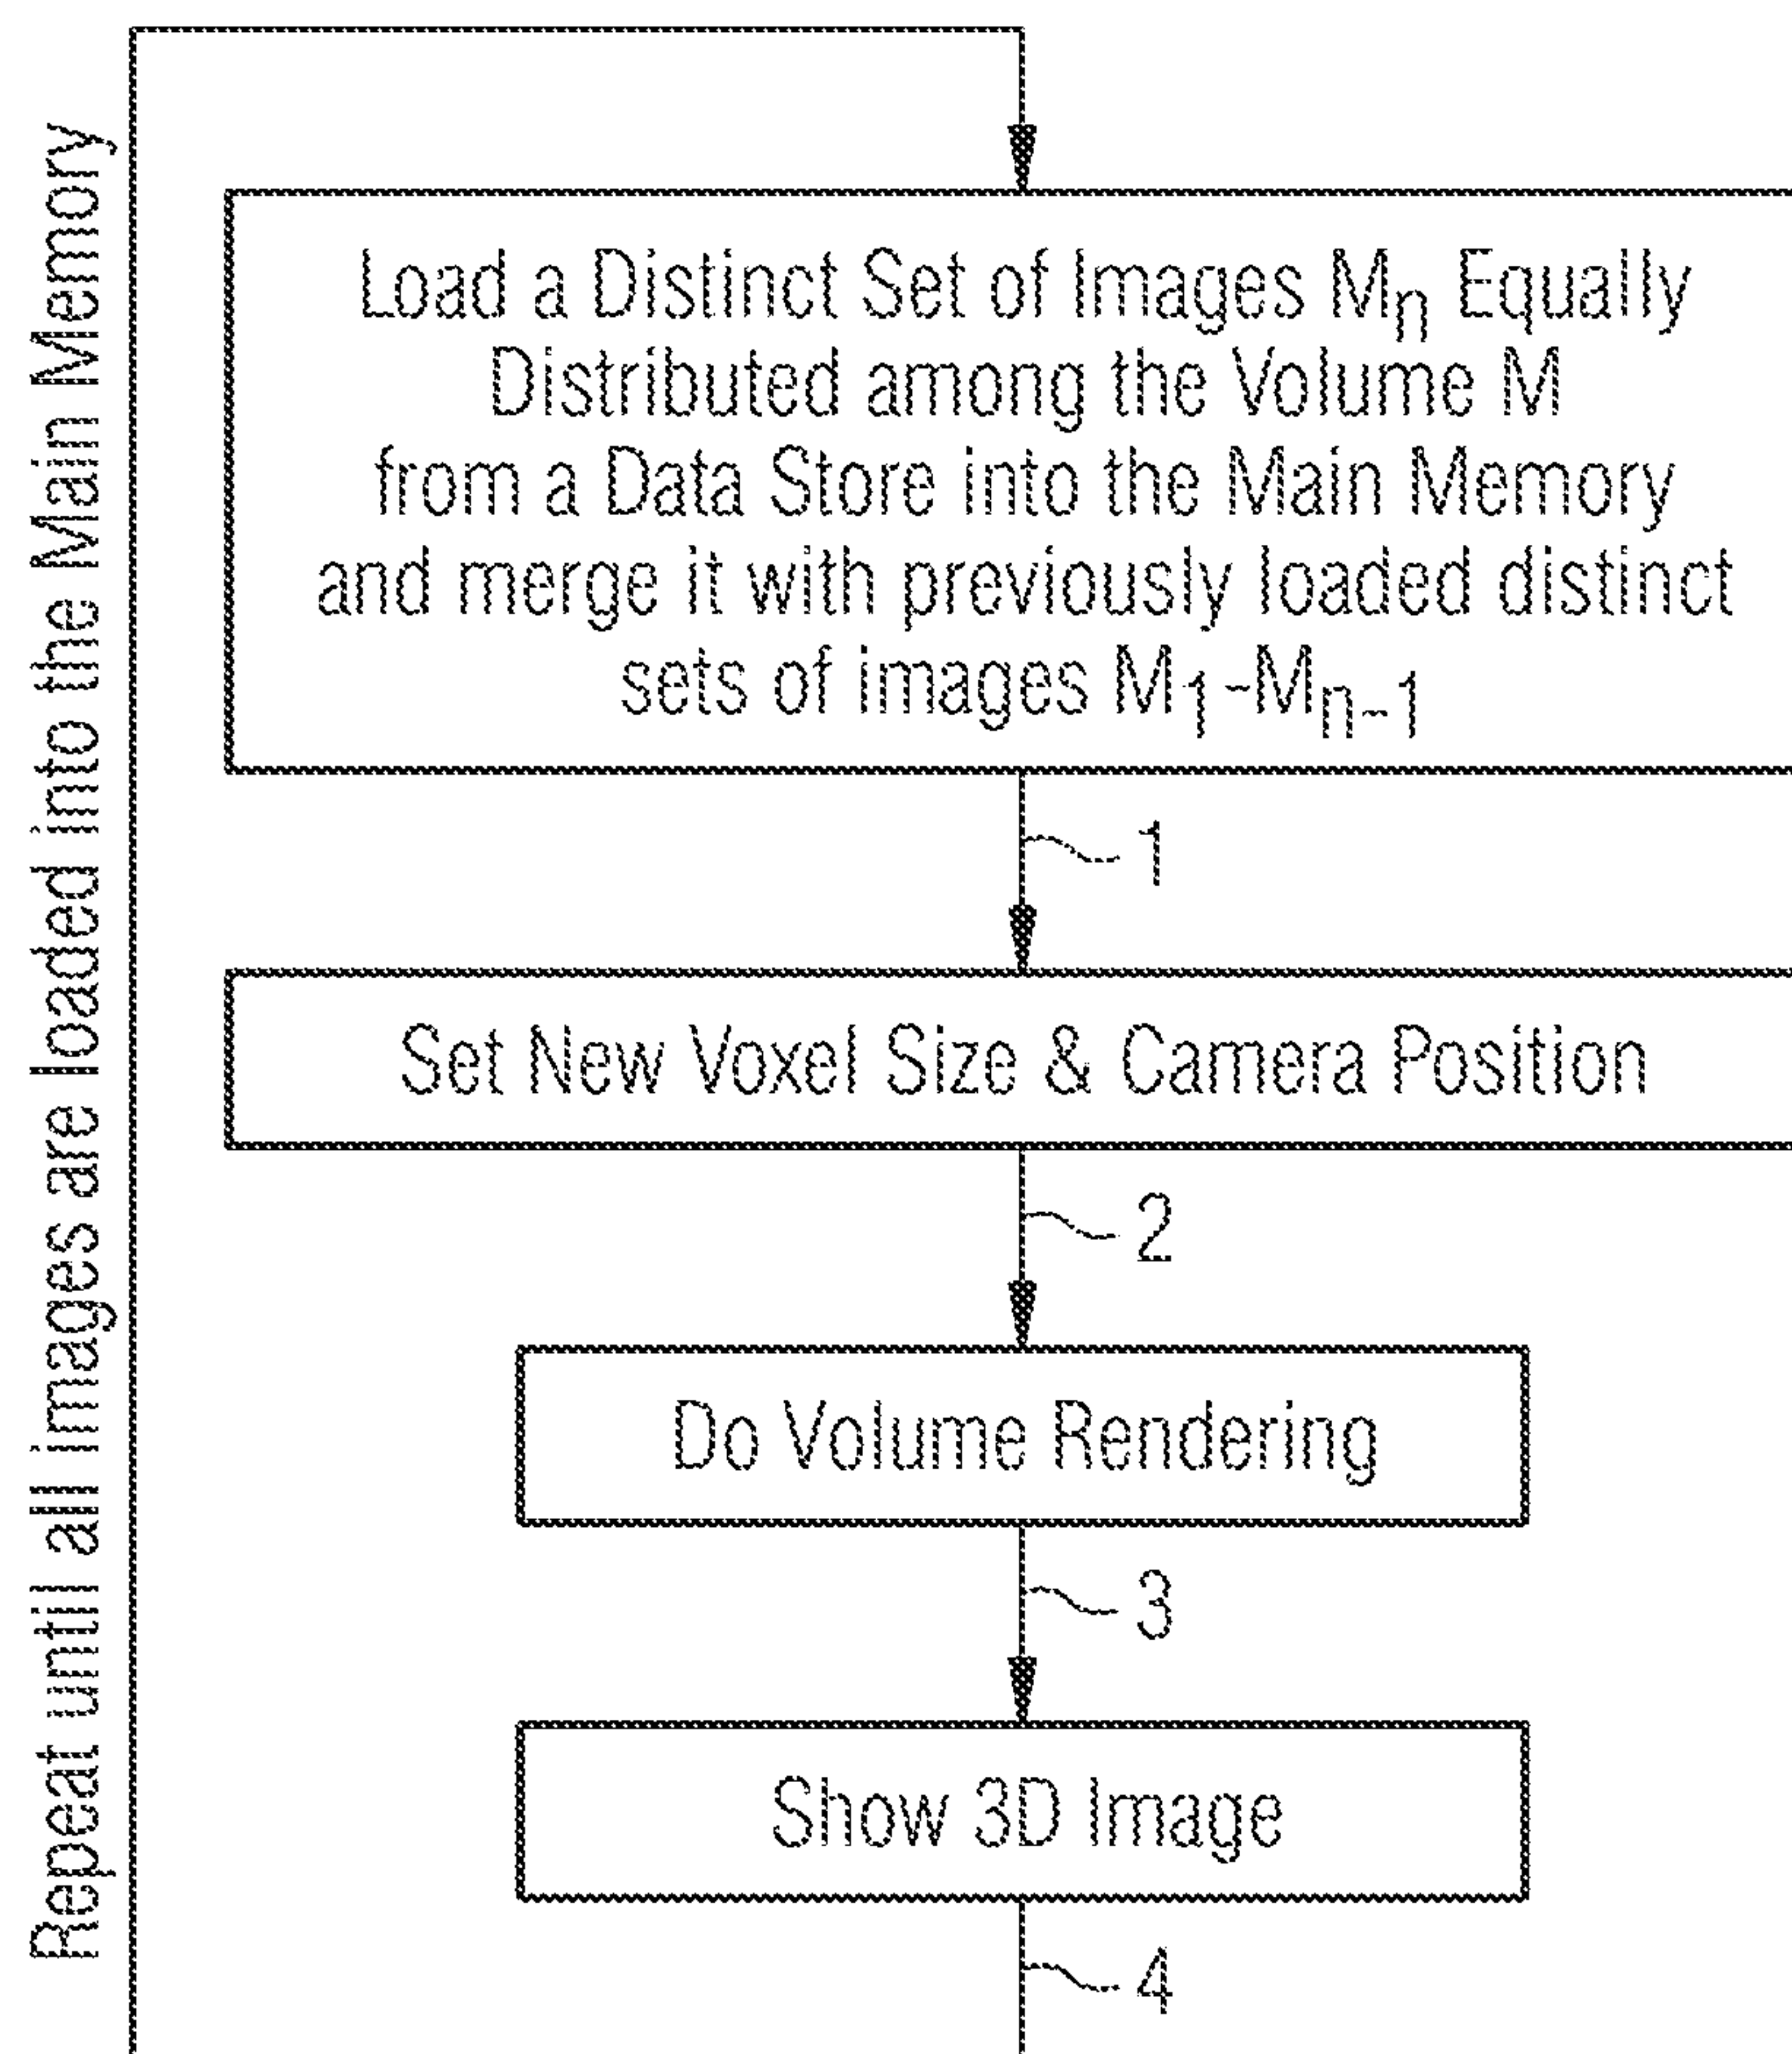 Repeat until all images are loaded into the Main Memory
Load a Distinct Set of Images Mn Equally
Distributed among the Volume M
from a Data Store into the Main Memory
and merge it with previously loaded distinct
sets of images M1-Mn-1
1
Set New Voxel Size & Camera Position
2
Do Volume Rendering
3
Show 3D Image
4